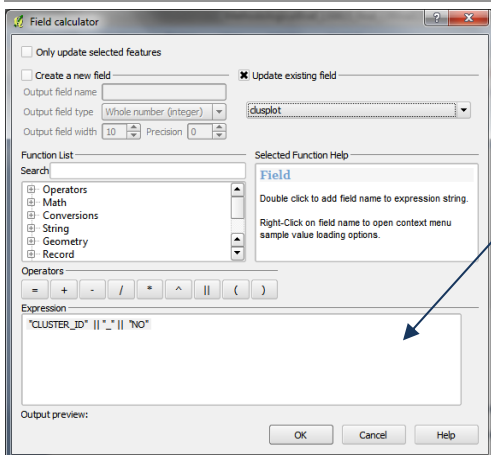 Field calculator
Only update selected features
Create a new field
Update existing field
Output field name
Output field type Whole number (integer)
Output field width 10 Precision 0
clusplot
Function List
Search
Operators
Math
Conversions
String
Geometry
Record
Selected Function Help
Field
Double click to add field name to expression string.
Right-Click on field name to open context menu
sample value loading options.
Operators
= + - / * ^ || ( )
Expression
"CLUSTER_ID" || "_" || "NO"
Output preview:
OK Cancel Help